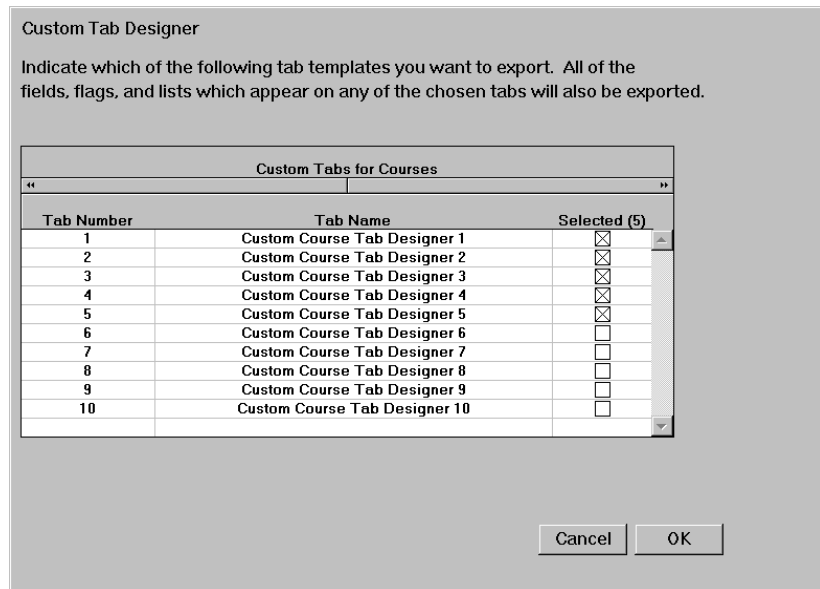 Custom Tab Designer
Indicate which of the following tab templates you want to export. All of the
fields, flags, and lists which appear on any of the chosen tabs will also be exported.
Custom Tabs for Courses
Tab Number Tab Name Selected (5)
1 Custom Course Tab Designer 1
2 Custom Course Tab Designer 2
3 Custom Course Tab Designer 3
4 Custom Course Tab Designer 4
5 Custom Course Tab Designer 5
6 Custom Course Tab Designer 6
7 Custom Course Tab Designer 7
8 Custom Course Tab Designer 8
9 Custom Course Tab Designer 9
10 Custom Course Tab Designer 10
Cancel OK